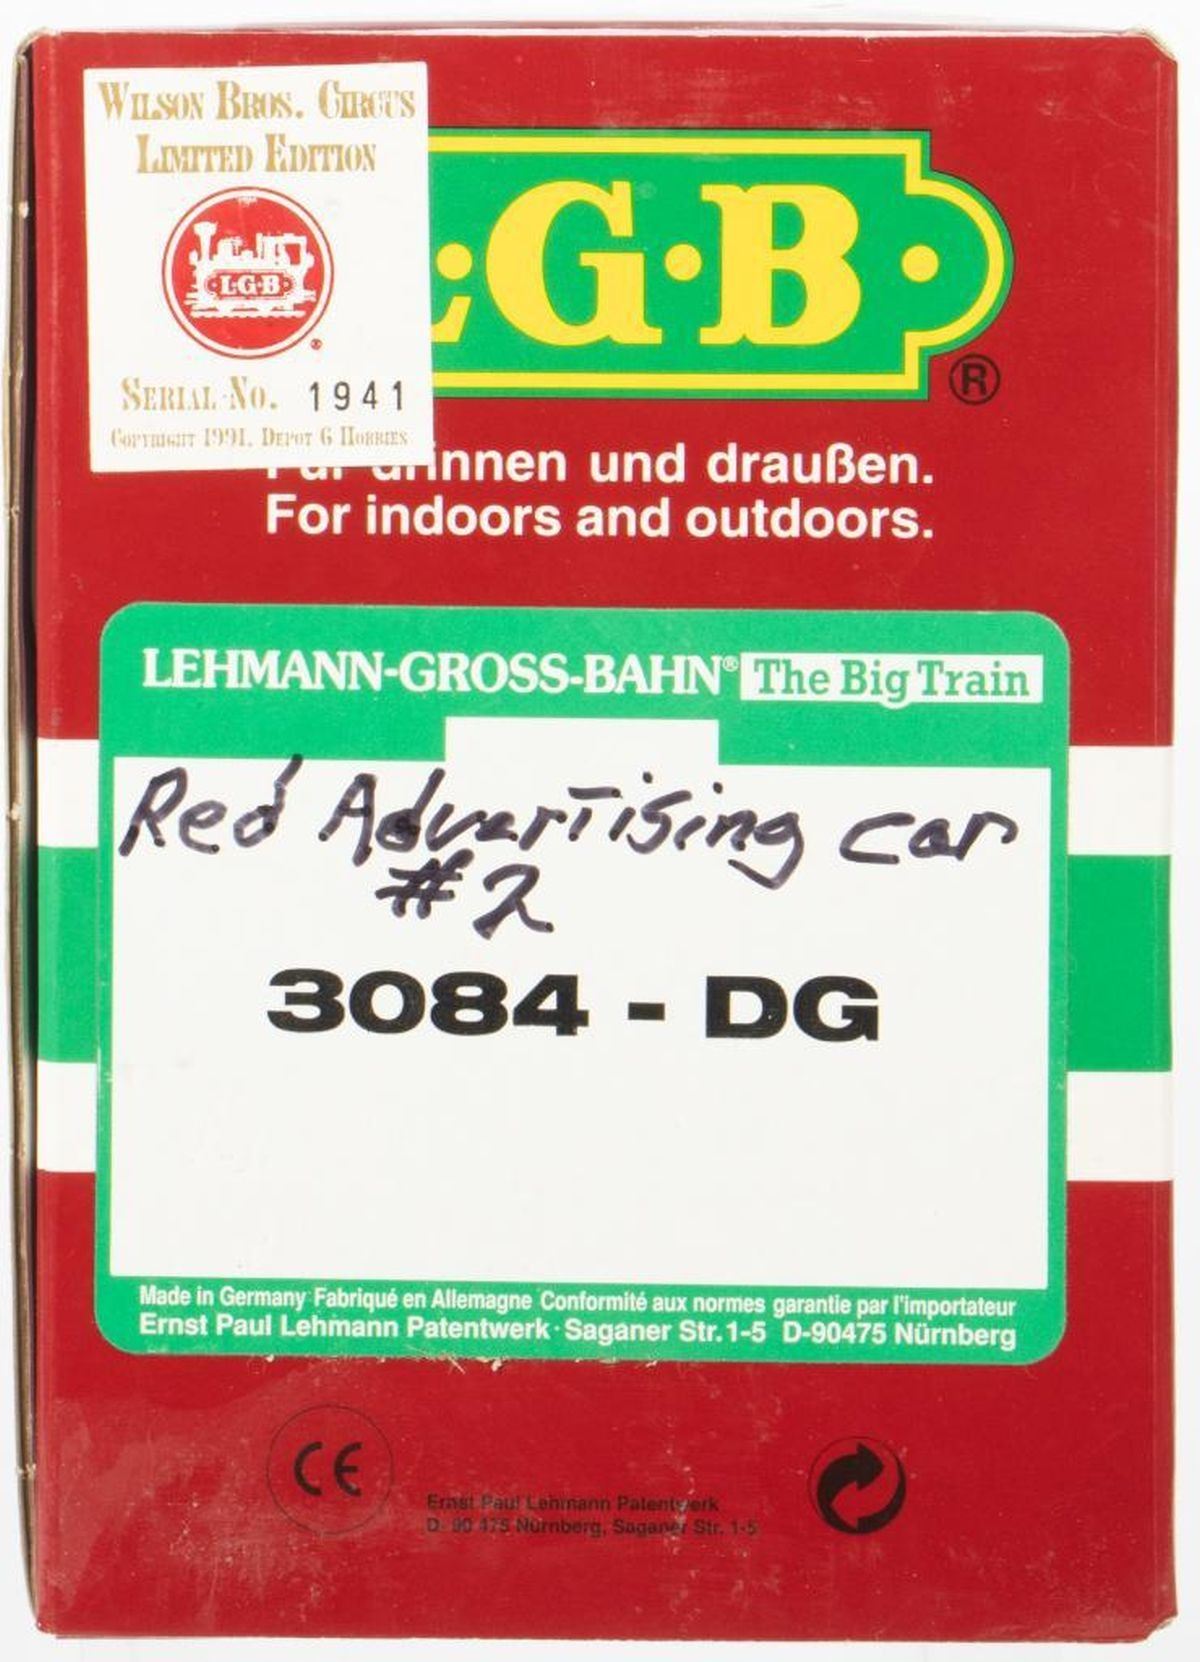 WILSON BROS. CIRCUS
LIMITED EDITION
L·G·B
SERIAL NO. 1941
COPYRIGHT 1991, DEPOT G HOBBIES
·G·B·
®
drinnen und draußen.
For indoors and outdoors.
LEHMANN-GROSS-BAHN® The Big Train
Red Advertising car
#2
3084 - DG
Made in Germany Fabriqué en Allemagne Conformité aux normes garantie par l'importateur
Ernst Paul Lehmann Patentwerk · Saganer Str. 1-5 D-90475 Nürnberg
CE
Ernst Paul Lehmann Patentwerk
D. 90 475 Nürnberg, Saganer Str. 1-5